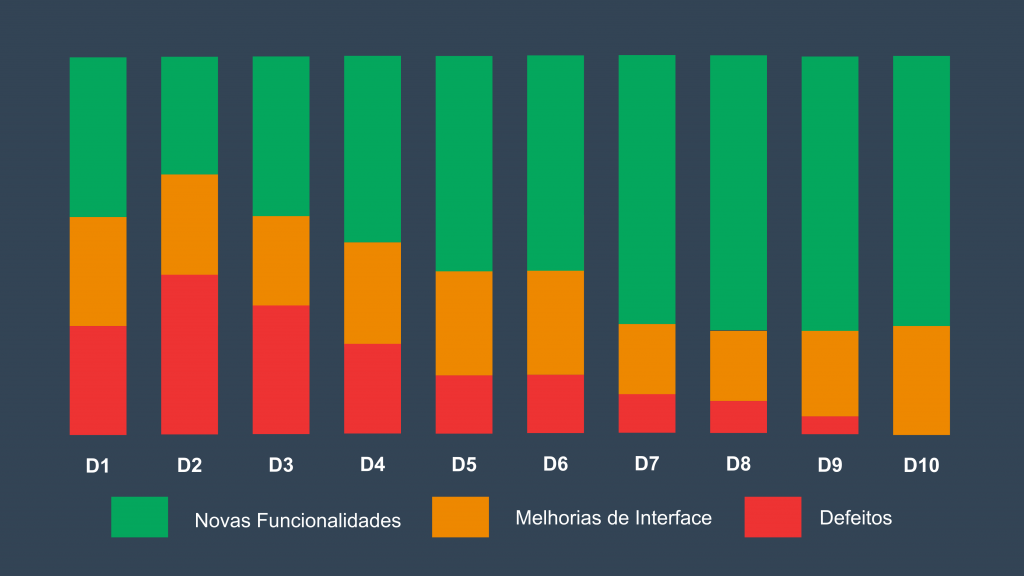 D1 D2 D3 D4 D5 D6 D7 D8 D9 D10
Novas Funcionalidades Melhorias de Interface Defeitos